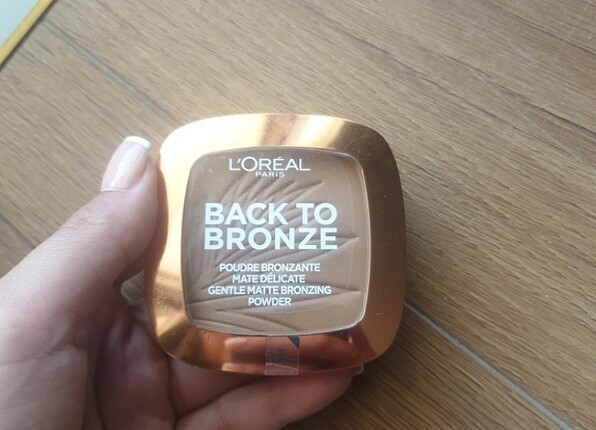 L'ORÉAL
PARIS
BACK TO
BRONZE
POUDRE BRONZANTE
MATE DÉLICATE
GENTLE MATTE BRONZING
POWDER